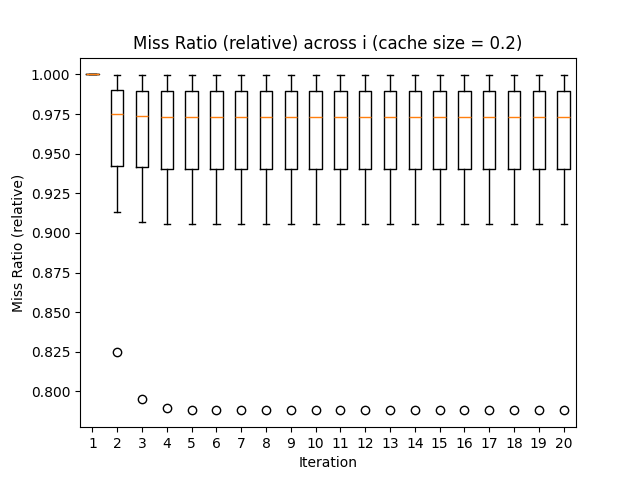 Miss Ratio (relative) across i (cache size = 0.2)
1.000
0.975
0.950
0.925
0.900
0.875
0.850
0.825
0.800
Miss Ratio (relative)
1 2 3 4 5 6 7 8 9 10 11 12 13 14 15 16 17 18 19 20
Iteration